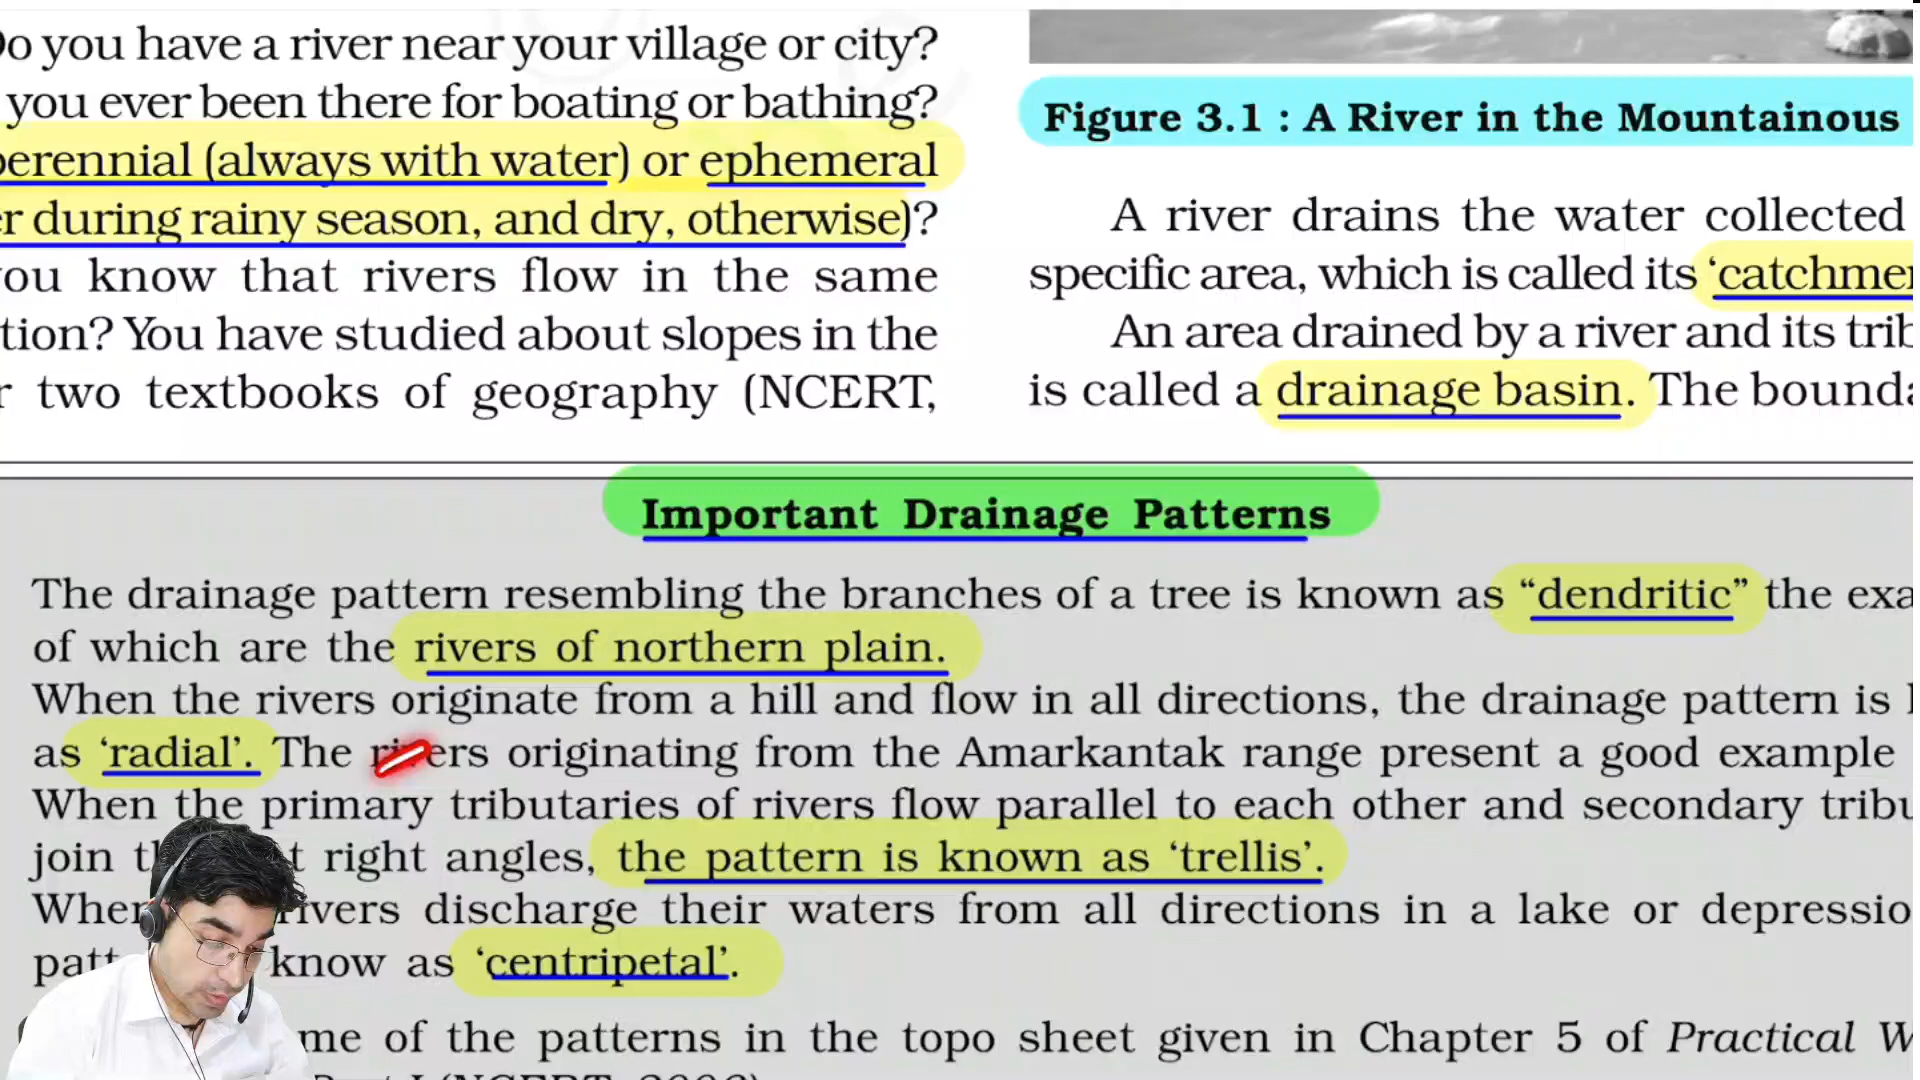 Do you have a river near your village or city?
you ever been there for boating or bathing?
perennial (always with water) or ephemeral
during rainy season, and dry, otherwise)?
you know that rivers flow in the same
tion? You have studied about slopes in the
two textbooks of geography (NCERT,
Figure 3.1 : A River in the Mountainous
A river drains the water collected
specific area, which is called its ‘catchmen
An area drained by a river and its trib
is called a drainage basin. The bounda
Important Drainage Patterns
The drainage pattern resembling the branches of a tree is known as “dendritic” the exa
of which are the rivers of northern plain.
When the rivers originate from a hill and flow in all directions, the drainage pattern is
as ‘radial’. The rivers originating from the Amarkantak range present a good example
When the primary tributaries of rivers flow parallel to each other and secondary tribu
join right angles, the pattern is known as ‘trellis’.
When rivers discharge their waters from all directions in a lake or depressio
patt know as ‘centripetal’.
me of the patterns in the topo sheet given in Chapter 5 of Practical W